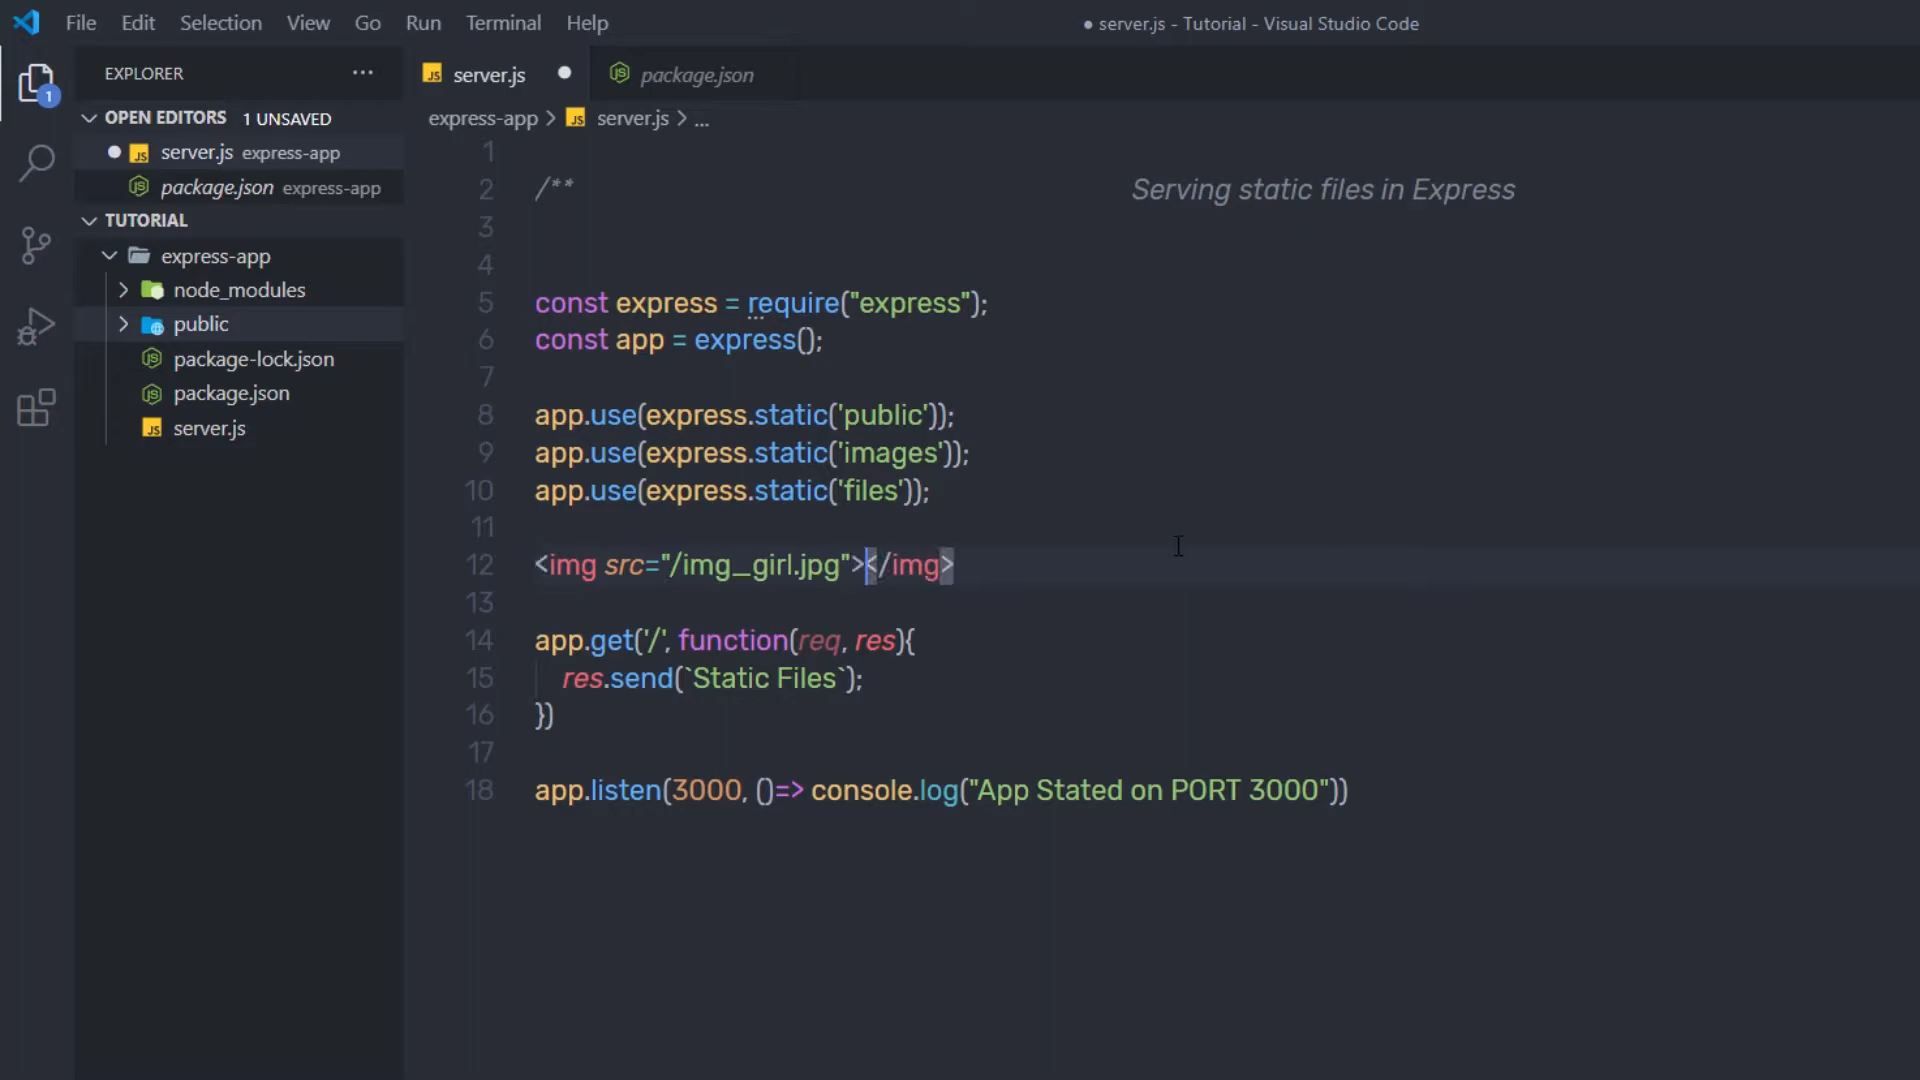 File Edit Selection View Go Run Terminal Help
● server.js - Tutorial - Visual Studio Code
1
EXPLORER ···
OPEN EDITORS 1 UNSAVED
server.js express-app
package.json express-app
TUTORIAL
express-app
node_modules
public
package-lock.json
package.json
server.js
JS server.js ● package.json
express-app > JS server.js > ...
1
2 /** Serving static files in Express
3
4
5 const express = require("express");
6 const app = express();
7
8 app.use(express.static('public'));
9 app.use(express.static('images'));
10 app.use(express.static('files'));
11
12 <img src="/img_girl.jpg"></img>
13
14 app.get('/', function(req, res){
15 res.send(`Static Files`);
16 })
17
18 app.listen(3000, ()=> console.log("App Stated on PORT 3000"))